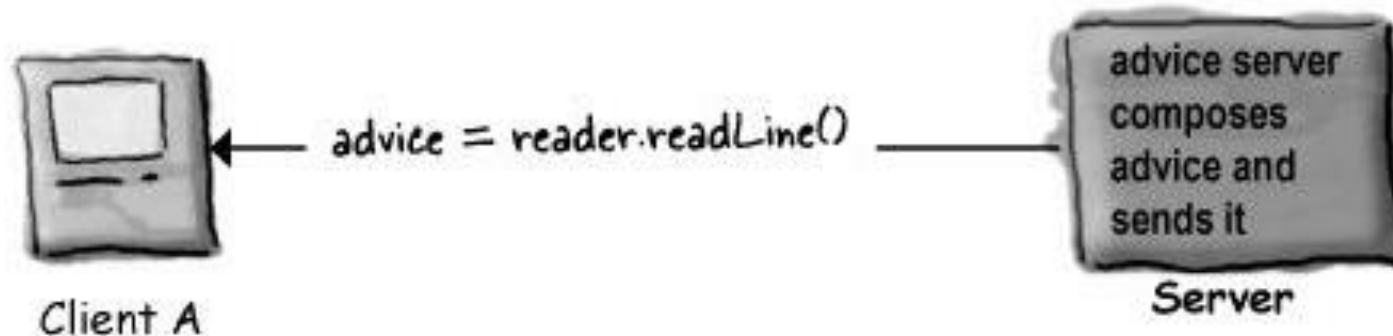 advice = reader.readLine()
advice server
composes
advice and
sends it
Client A
Server